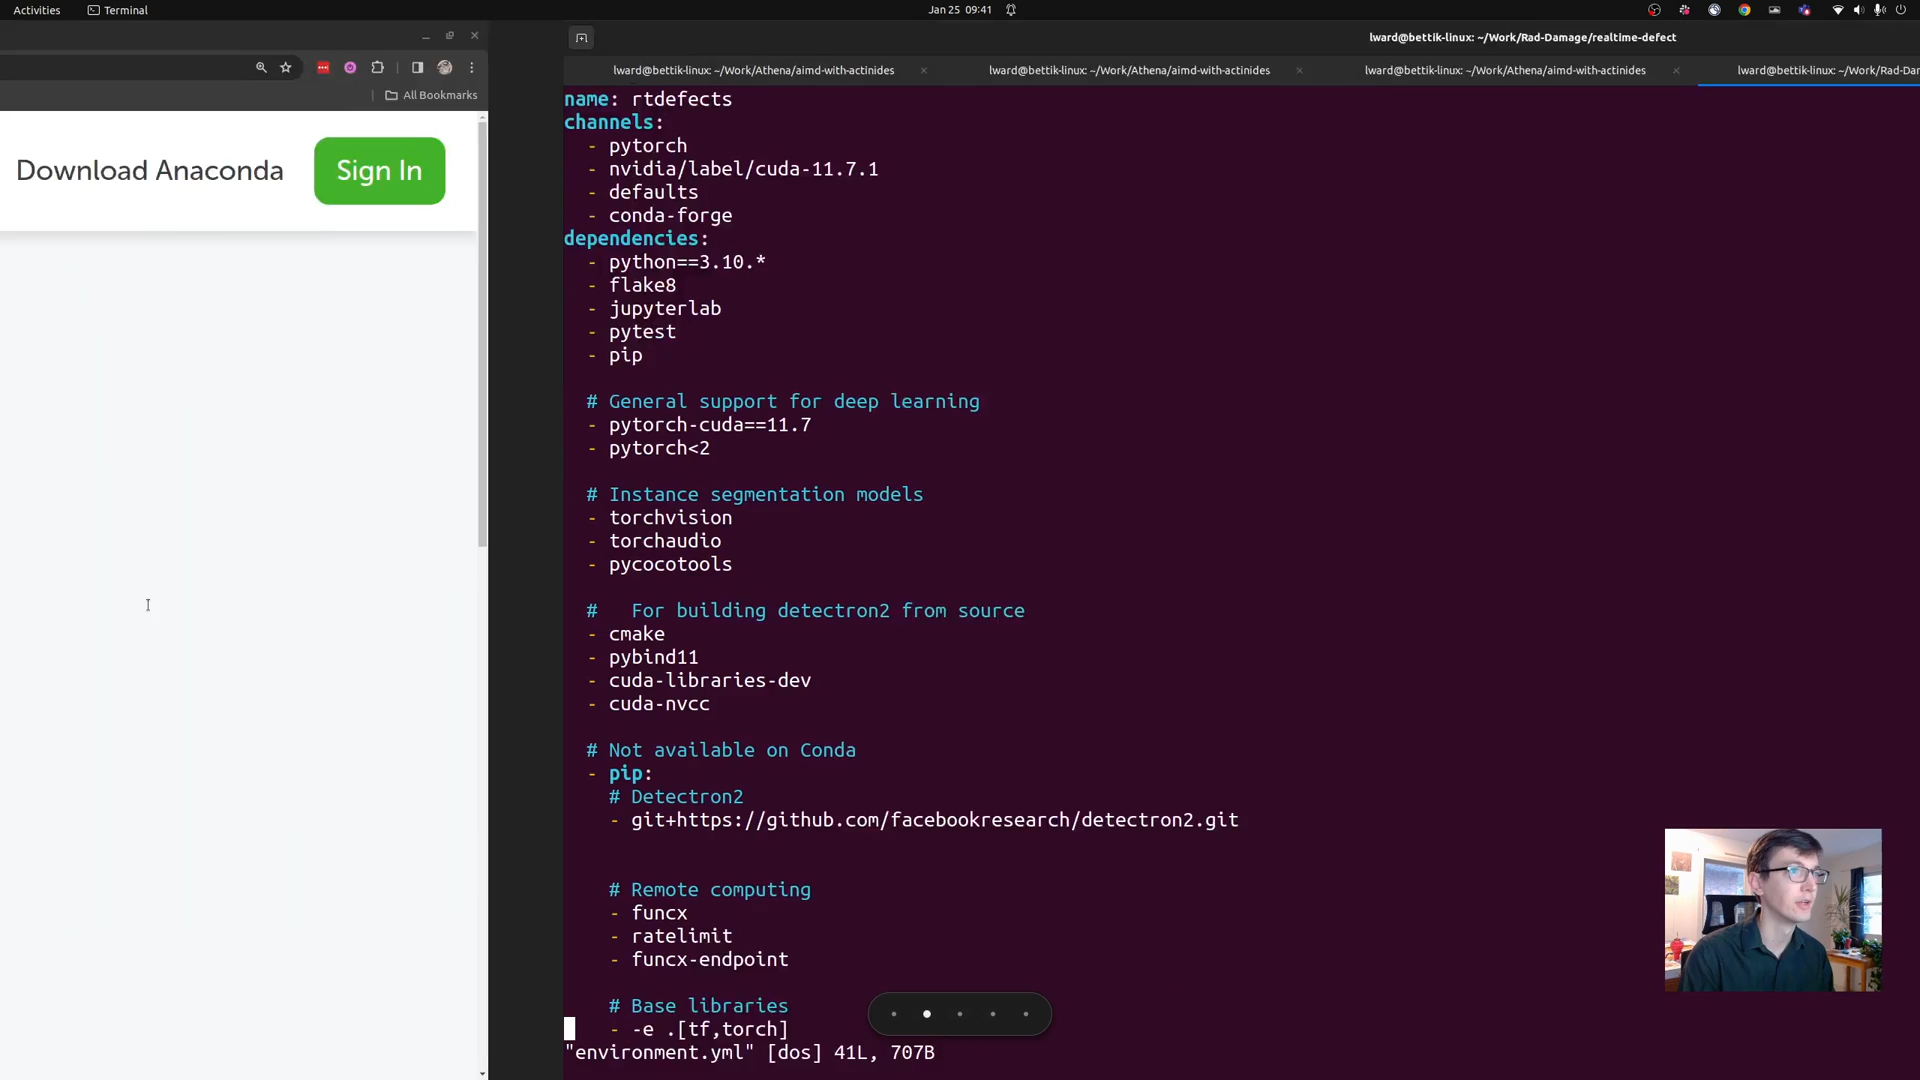 Activities
Terminal
Jan 25 09:41
lward@bettik-linux: ~/Work/Rad-Damage/realtime-defect
lward@bettik-linux: ~/Work/Athena/aimd-with-actinides
lward@bettik-linux: ~/Work/Athena/aimd-with-actinides
lward@bettik-linux: ~/Work/Athena/aimd-with-actinides
lward@bettik-linux: ~/Work/Rad-Dar
All Bookmarks
Download Anaconda
Sign In
name: rtdefects
channels:
- pytorch
- nvidia/label/cuda-11.7.1
- defaults
- conda-forge
dependencies:
- python==3.10.*
- flake8
- jupyterlab
- pytest
- pip
# General support for deep learning
- pytorch-cuda==11.7
- pytorch<2
# Instance segmentation models
- torchvision
- torchaudio
- pycocotools
# For building detectron2 from source
- cmake
- pybind11
- cuda-libraries-dev
- cuda-nvcc
# Not available on Conda
- pip:
# Detectron2
- git+https://github.com/facebookresearch/detectron2.git
# Remote computing
- funcx
- ratelimit
- funcx-endpoint
# Base libraries
- -e .[tf,torch]
"environment.yml" [dos] 41L, 707B